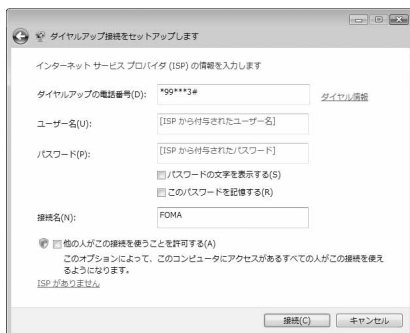 ダイヤルアップ接続をセットアップします
インターネット サービス プロバイダ (ISP) の情報を入力します
ダイヤルアップの電話番号(D): *99***3# ダイヤル情報
ユーザー名(U): [ISP から付与されたユーザー名]
パスワード(P): [ISP から付与されたパスワード]
パスワードの文字を表示する(S)
このパスワードを記憶する(R)
接続名(N): FOMA
他の人がこの接続を使うことを許可する(A)
このオプションによって、このコンピュータにアクセスがあるすべての人がこの接続を使え
るようになります。
ISP がありません
接続(C) キャンセル